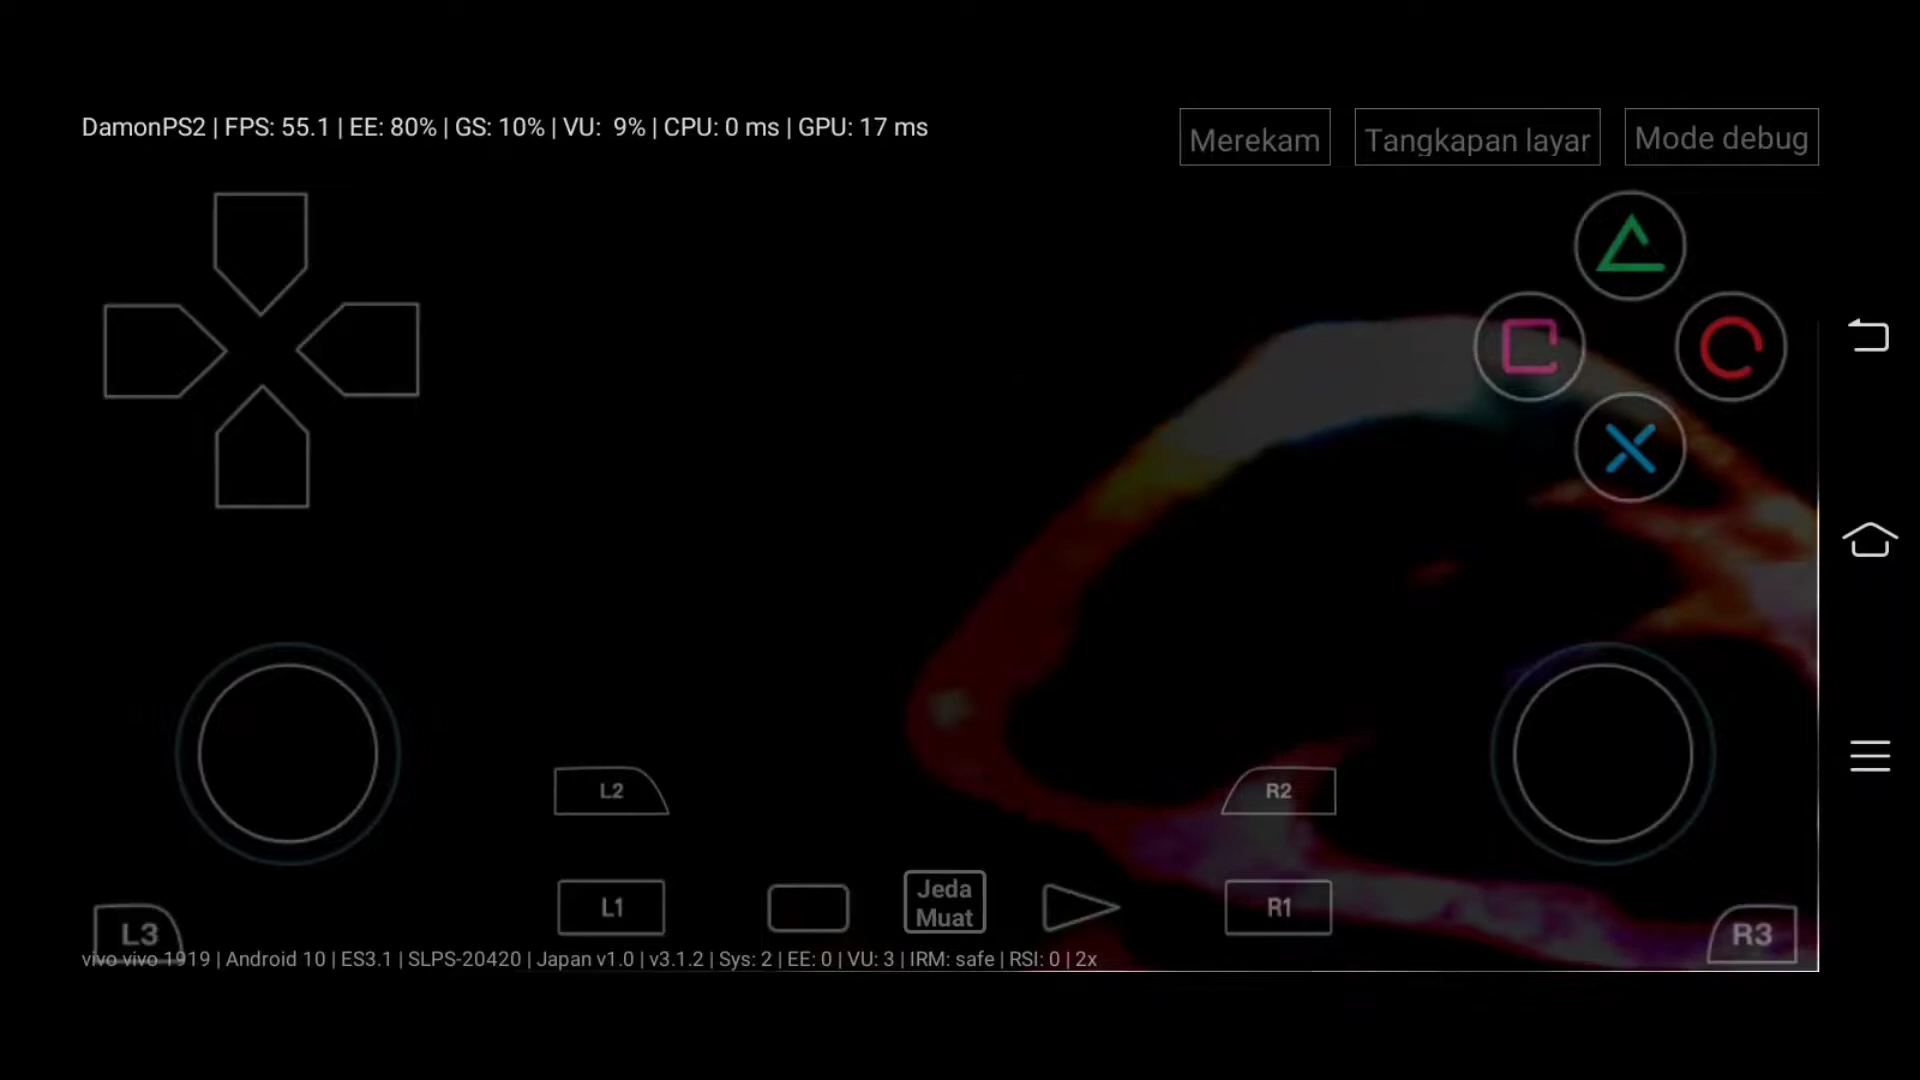 DamonPS2 | FPS: 55.1 | EE: 80% | GS: 10% | VU:  9% | CPU: 0 ms | GPU: 17 ms
Merekam
Tangkapan layar
Mode debug
L2
R2
L1
Jeda
Muat
R1
L3
R3
vivo vivo 1919 | Android 10 | ES3.1 | SLPS-20420 | Japan v1.0 | v3.1.2 | Sys: 2 | EE: 0 | VU: 3 | IRM: safe | RSI: 0 | 2x